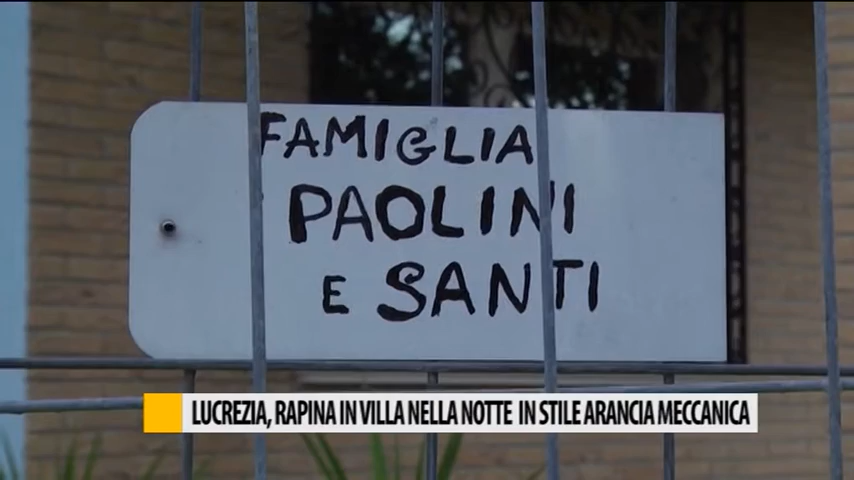 FAMIGLIA
PAOLINI
E SANTI
LUCREZIA, RAPINA IN VILLA NELLA NOTTE IN STILE ARANCIA MECCANICA